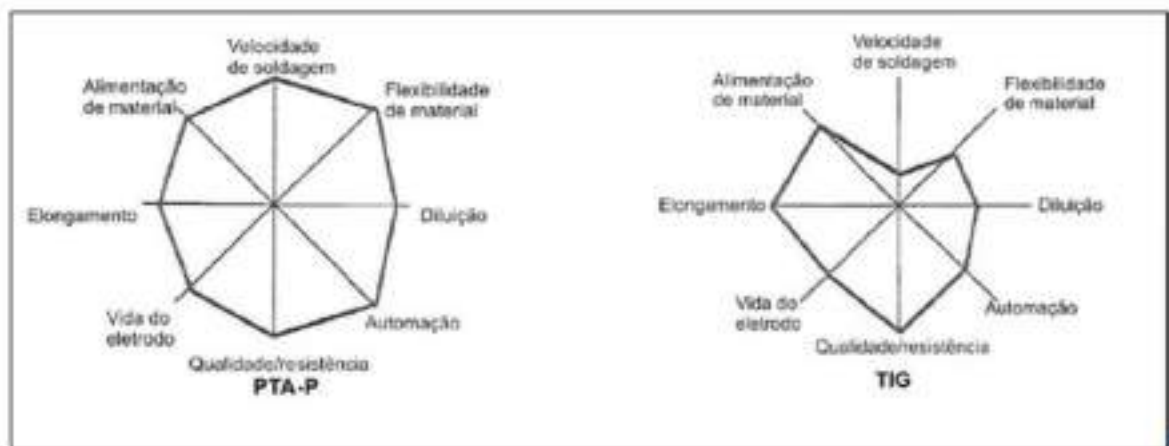 Velocidade
de soldagem
Alimentação
de material
Flexibilidade
de material
Elongamento
Diluição
Vida do
eletrodo
Automação
Qualidade/resistência
PTA-P
Velocidade
de soldagem
Alimentação
de material
Flexibilidade
de material
Elongamento
Diluição
Vida do
eletrodo
Automação
Qualidade/resistência
TIG